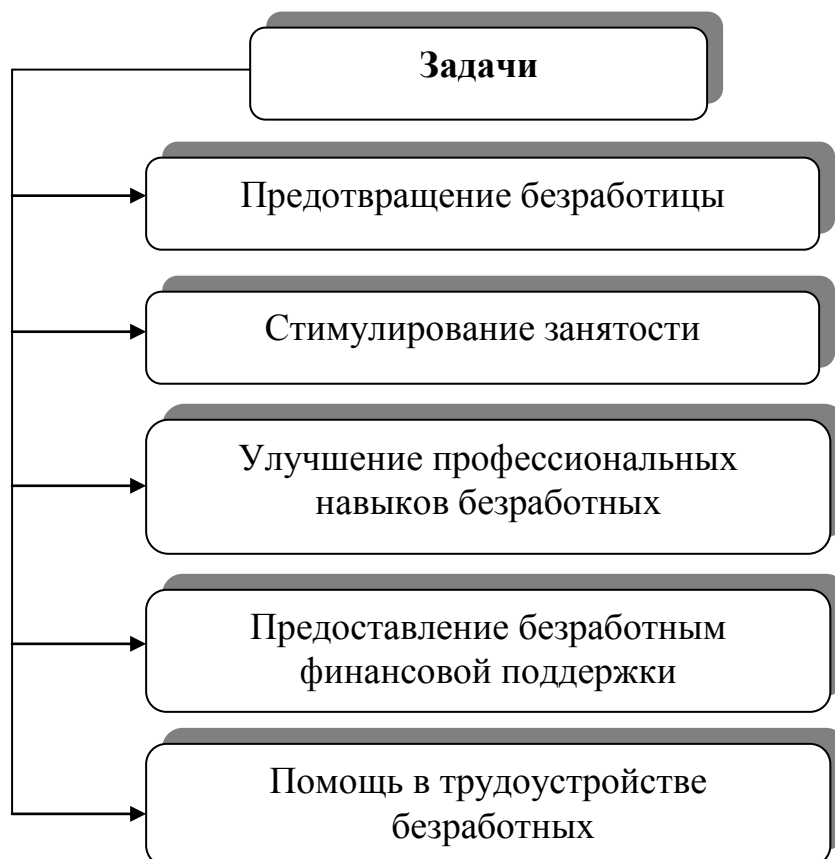 Задачи
Предотвращение безработицы
Стимулирование занятости
Улучшение профессиональных
навыков безработных
Предоставление безработным
финансовой поддержки
Помощь в трудоустройстве
безработных